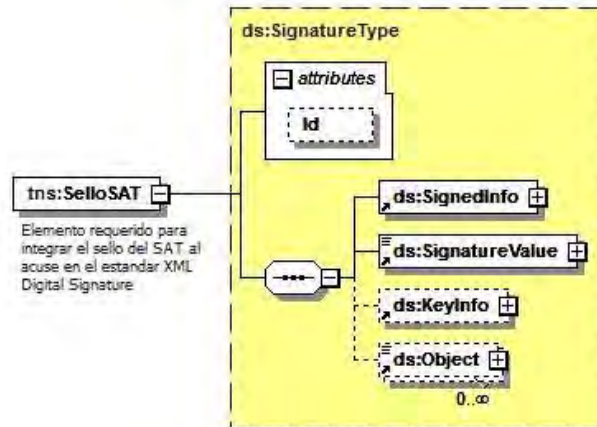 ds:SignatureType
attributes
Id
tns:SelloSAT
Elemento requerido para
integrar el sello del SAT al
acuse en el estandar XML
Digital Signature
ds:SignedInfo
ds:SignatureValue
ds:KeyInfo
ds:Object
0..∞